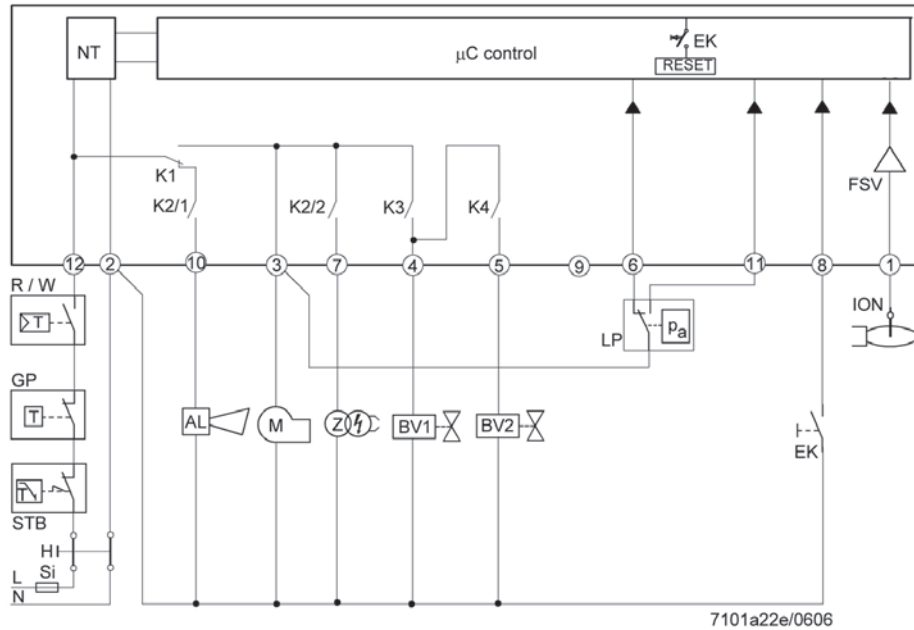 NT
µC control
EK
RESET
FSV
K1
K2/1
K2/2
K3
K4
12
2
10
3
7
4
5
9
6
11
8
1
R / W
T
ION
LP
pa
GP
T
AL
M
Z
BV1
BV2
EK
T
STB
H
L
Si
N
7101a22e/0606